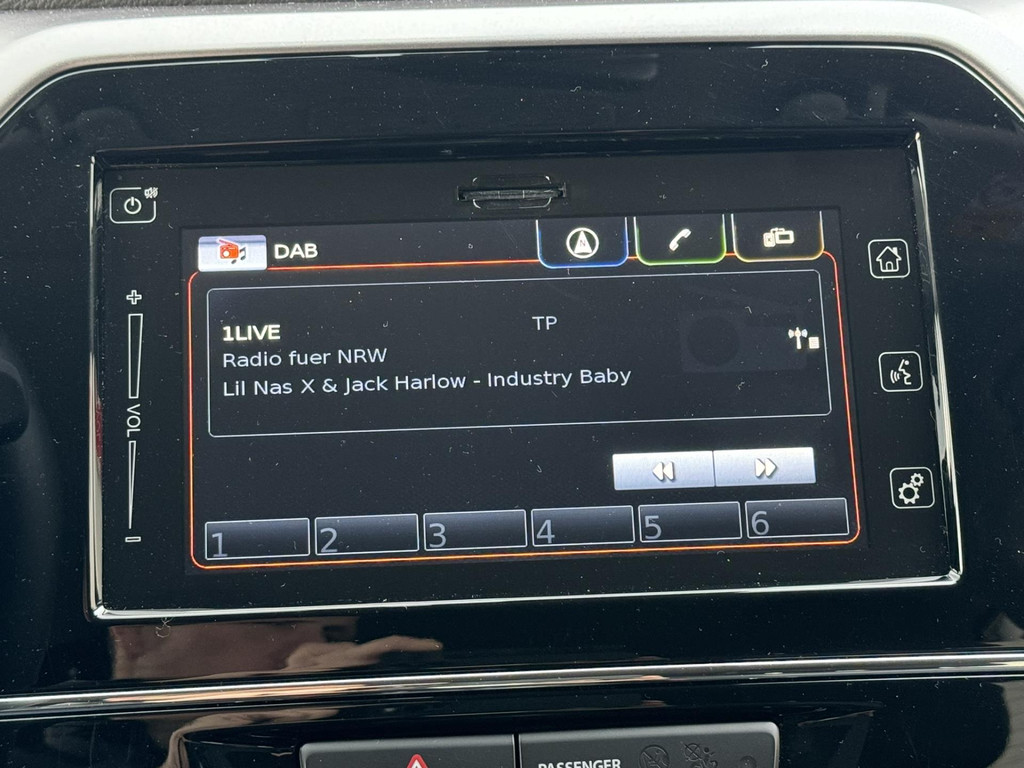 DAB
N
1LIVE
TP
Radio fuer NRW
Lil Nas X & Jack Harlow - Industry Baby
+
VOL
-
1 2 3 4 5 6
PASSENGER